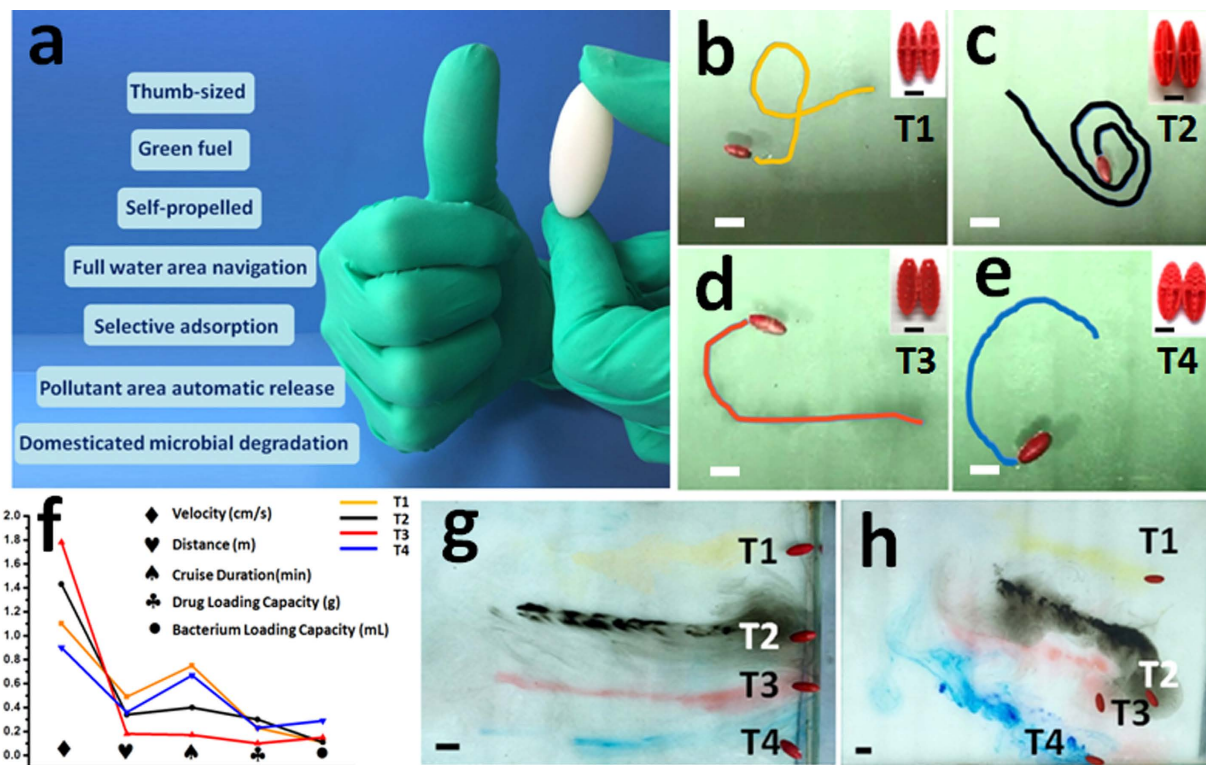 a
Thumb-sized
Green fuel
Self-propelled
Full water area navigation
Selective adsorption
Pollutant area automatic release
Domesticated microbial degradation
b
T1
c
T2
d
T3
e
T4
f
2.0
1.8
1.6
1.4
1.2
1.0
0.8
0.6
0.4
0.2
0.0
Velocity (cm/s)
Distance (m)
Cruise Duration(min)
Drug Loading Capacity (g)
Bacterium Loading Capacity (mL)
T1
T2
T3
T4
g
T1
T2
T3
T4
h
T1
T2
T3
T4